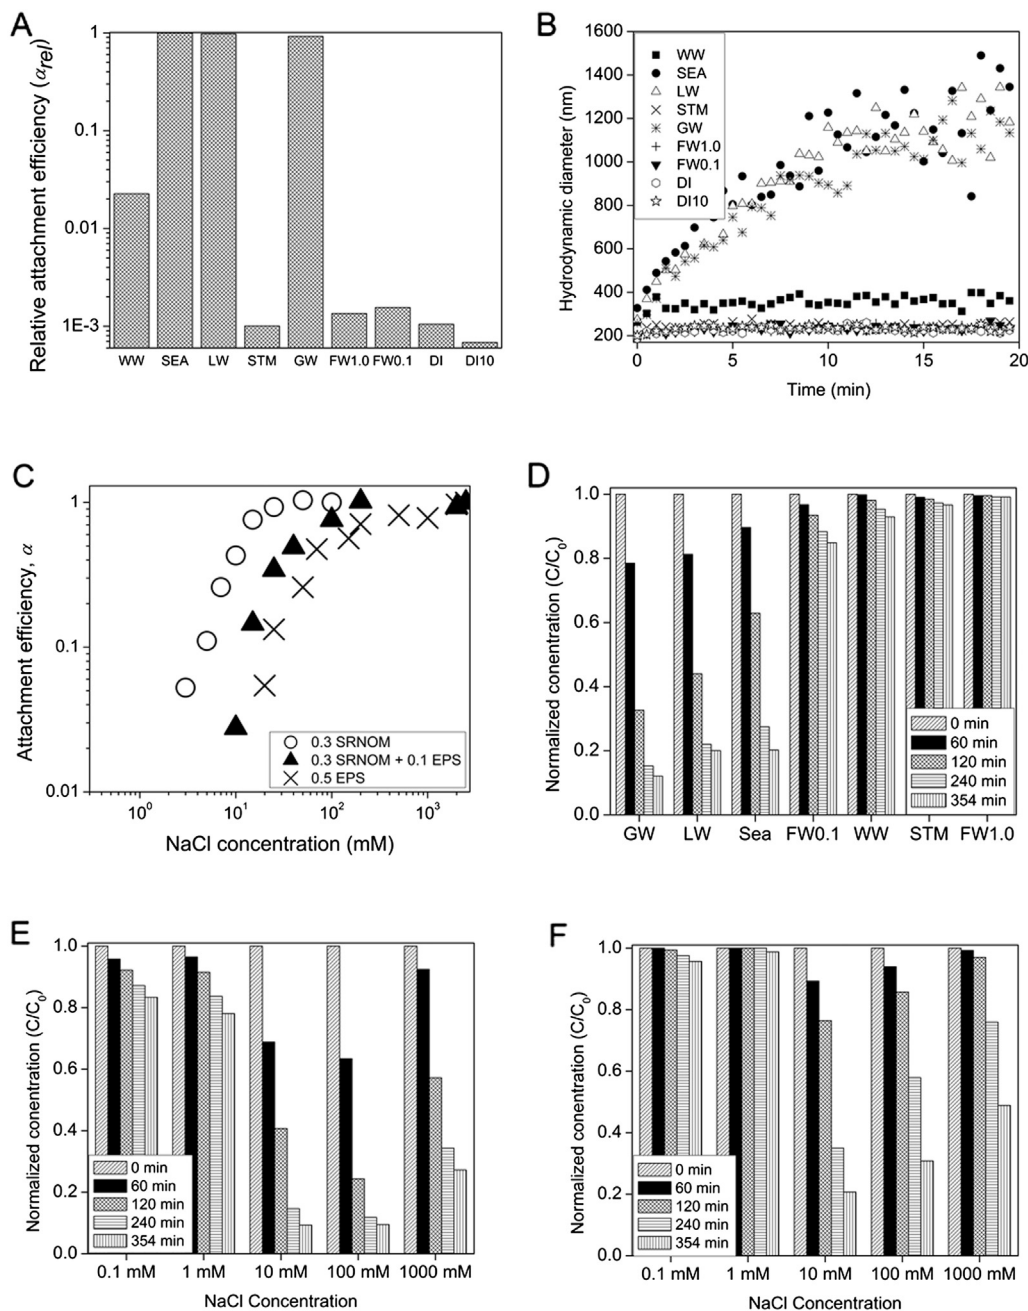 A
Relative attachment efficiency (αrel)
1
0.1
0.01
1E-3
WW SEA LW STM GW FW1.0 FW0.1 DI DI10
B
Hydrodynamic diameter (nm)
1600
1400
1200
1000
800
600
400
200
WW
SEA
LW
STM
GW
FW1.0
FW0.1
DI
DI10
0 5 10 15 20
Time (min)
C
Attachment efficiency, α
1
0.1
0.01
0.3 SRNOM
0.3 SRNOM + 0.1 EPS
0.5 EPS
10⁰ 10¹ 10² 10³
NaCl concentration (mM)
D
Normalized conentration (C/C₀)
1.0
0.8
0.6
0.4
0.2
0.0
0 min
60 min
120 min
240 min
354 min
GW LW Sea FW0.1 WW STM FW1.0
E
Normalized conentration (C/C₀)
1.0
0.8
0.6
0.4
0.2
0.0
0 min
60 min
120 min
240 min
354 min
0.1 mM 1 mM 10 mM 100 mM 1000 mM
NaCl Concentration
F
Normalized conentration (C/C₀)
1.0
0.8
0.6
0.4
0.2
0.0
0 min
60 min
120 min
240 min
354 min
0.1 mM 1 mM 10 mM 100 mM 1000 mM
NaCl Concentration